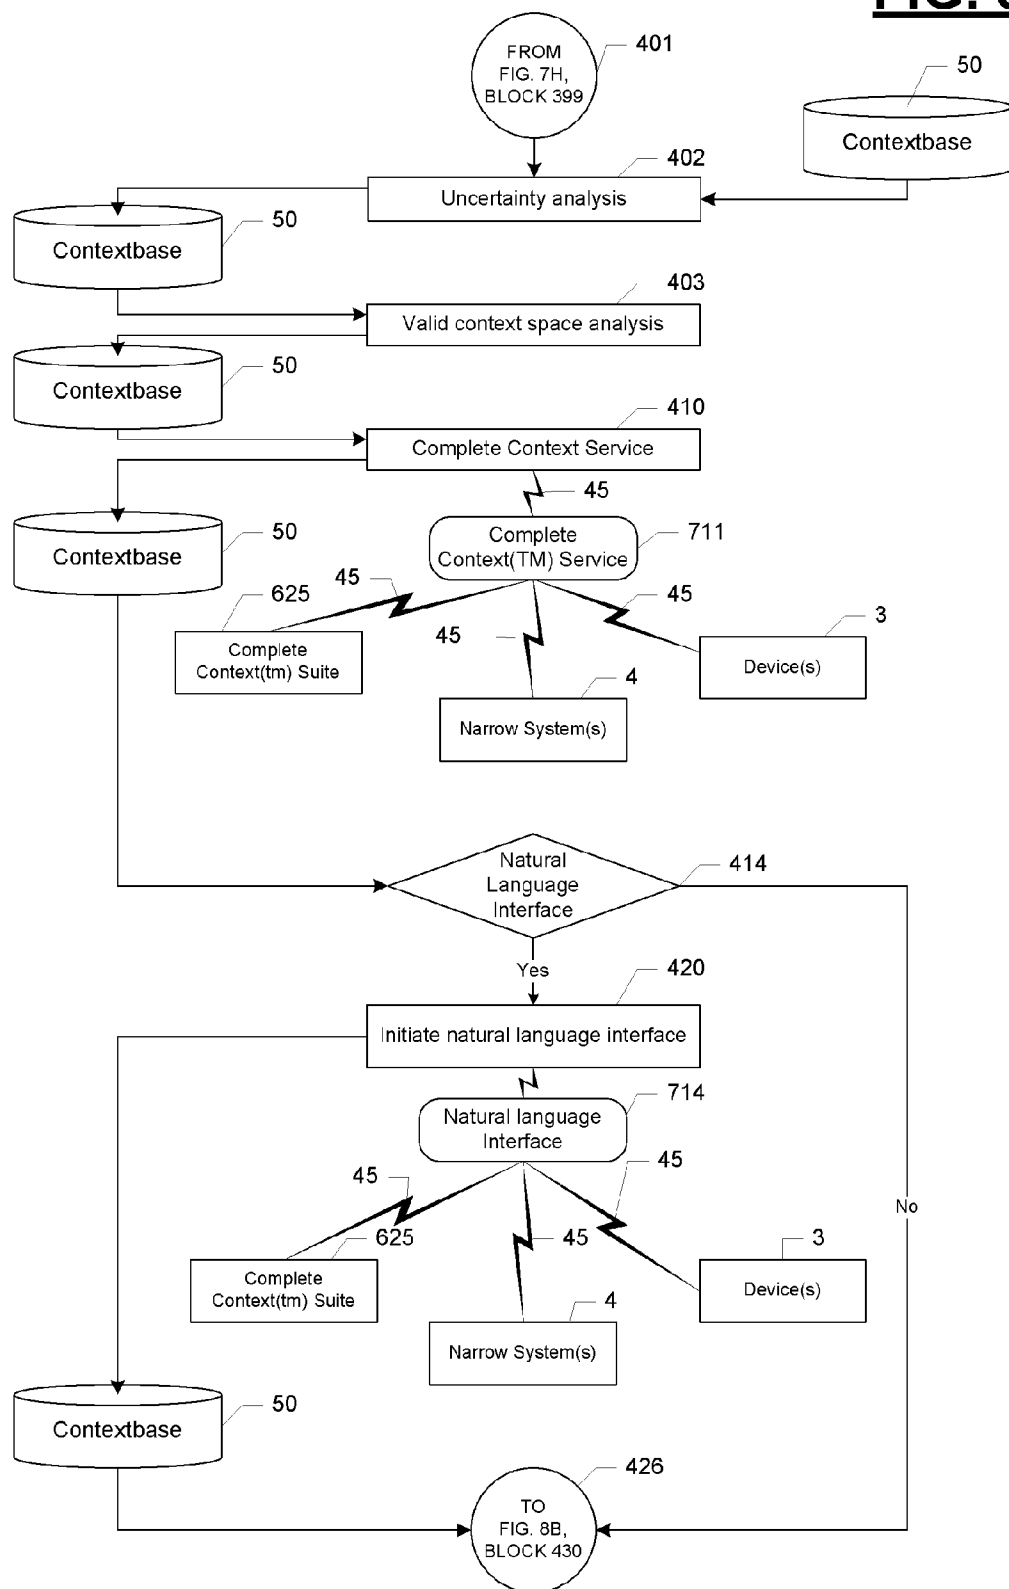 FIG.
FROM
FIG. 7H,
BLOCK 399
401
50
Contextbase
402
Uncertainty analysis
50
Contextbase
403
Valid context space analysis
50
Contextbase
410
Complete Context Service
45
50
Contextbase
Complete
Context(TM) Service
711
45
625
Complete
Context(tm) Suite
45
45
3
Device(s)
4
Narrow System(s)
Natural
Language
Interface
414
Yes
420
Initiate natural language interface
714
Natural language
Interface
45
45
45
No
625
Complete
Context(tm) Suite
3
Device(s)
4
Narrow System(s)
50
Contextbase
426
TO
FIG. 8B,
BLOCK 430